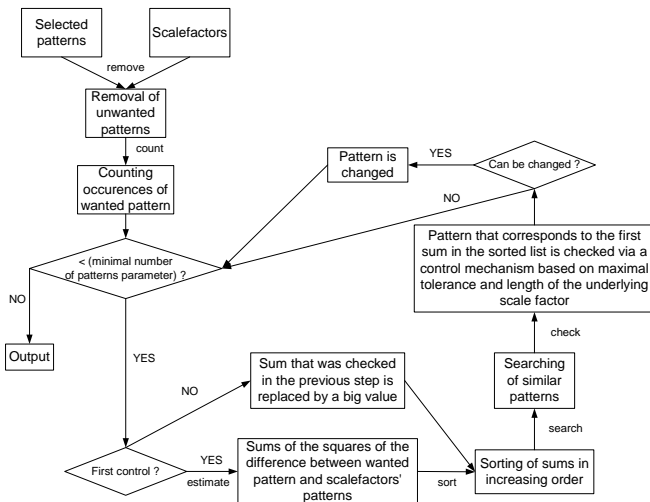 Selected
patterns
Scalefactors
remove
Removal of
unwanted
patterns
count
Counting
occurences of
wanted pattern
Pattern is
changed
YES
Can be changed ?
NO
< (minimal number
of patterns parameter) ?
NO
Output
YES
Pattern that corresponds to the first
sum in the sorted list is checked via a
control mechanism based on maximal
tolerance and length of the underlying
scale factor
check
Searching
of similar
patterns
search
NO
Sum that was checked
in the previous step is
replaced by a big value
First control ?
YES
estimate
Sums of the squares of the
difference between wanted
pattern and scalefactors'
patterns
sort
Sorting of sums in
increasing order